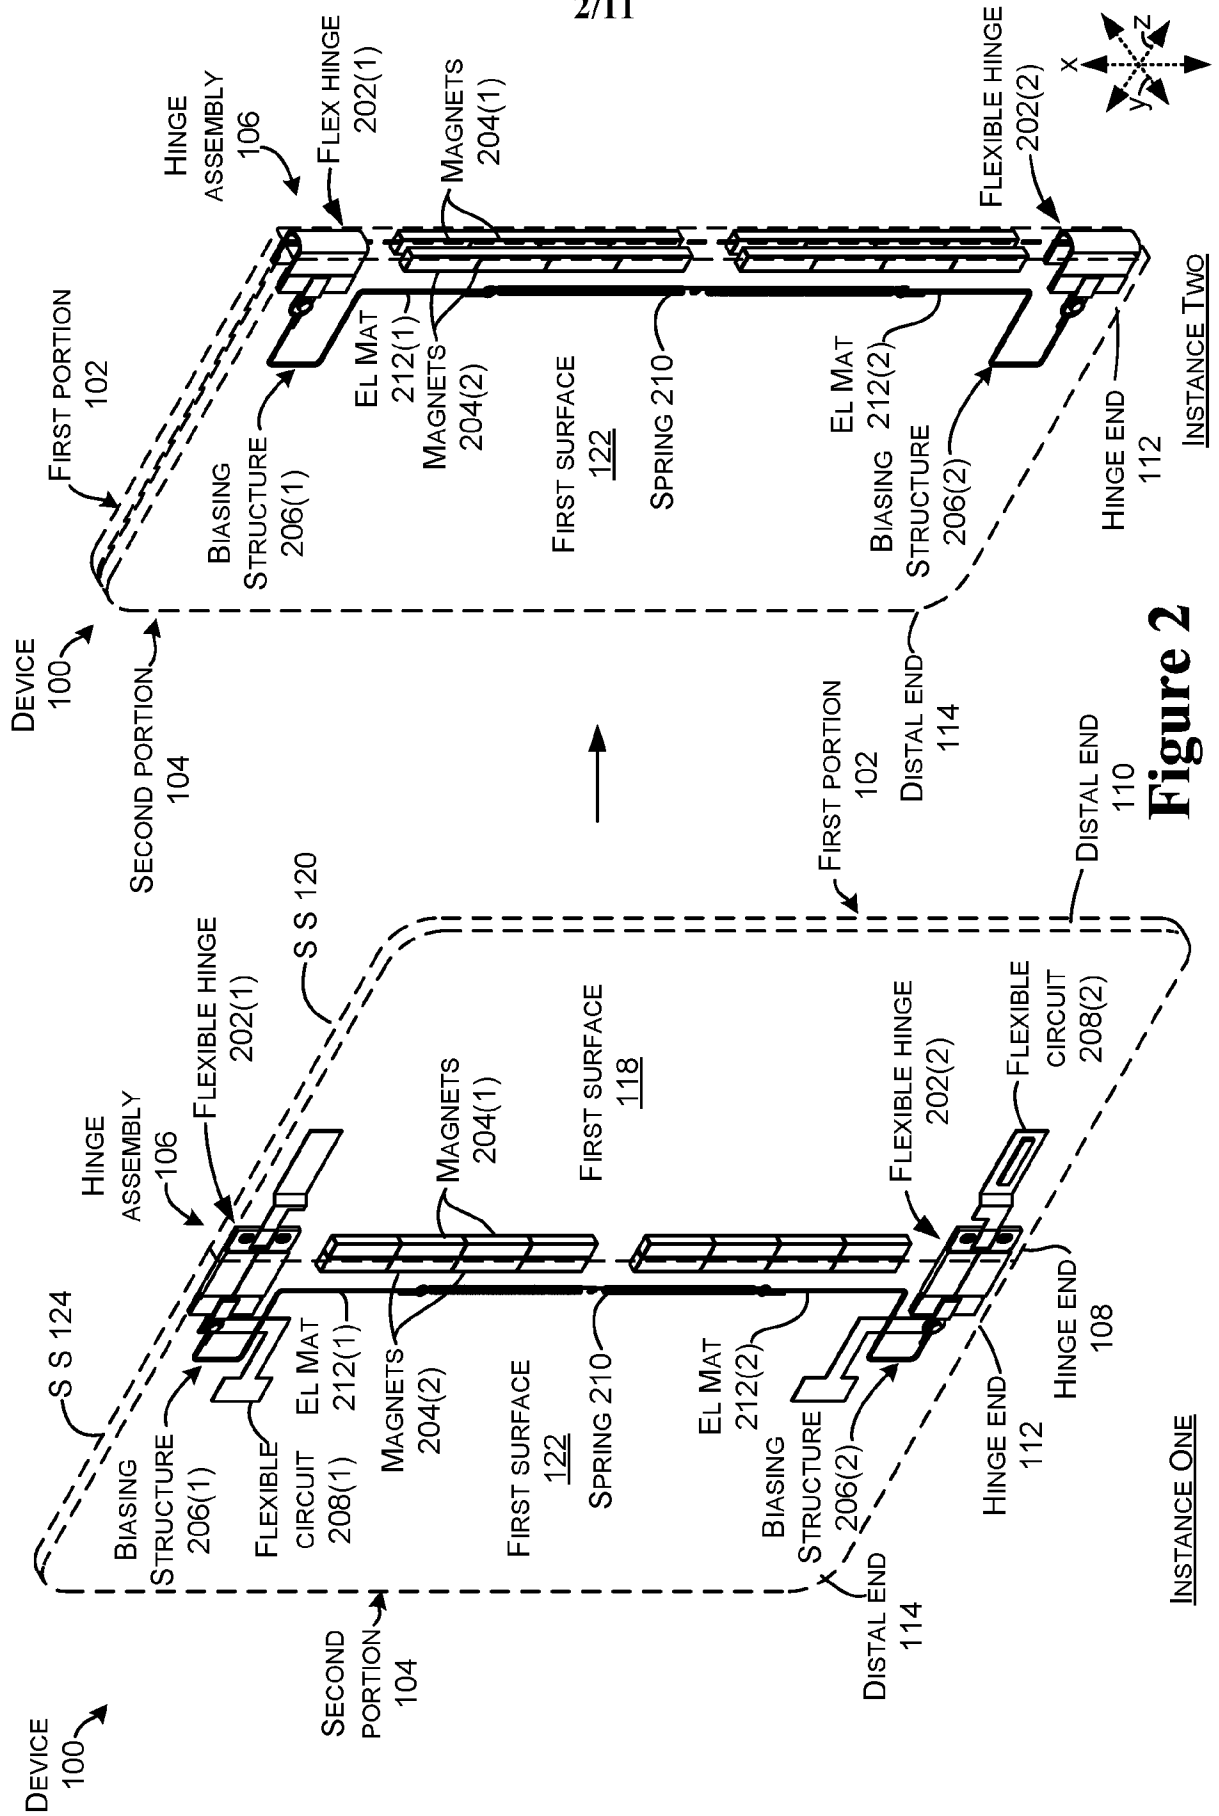 2/11
DEVICE
100
SECOND
PORTION
104
S S 124
BIASING
STRUCTURE
206(1)
FLEXIBLE
CIRCUIT
208(1)
HINGE
ASSEMBLY
106
FLEXIBLE HINGE
202(1)
S S 120
EL MAT
212(1)
MAGNETS
204(2)
MAGNETS
204(1)
FIRST SURFACE
122
SPRING 210
FIRST SURFACE
118
EL MAT
212(2)
BIASING
STRUCTURE
206(2)
FLEXIBLE HINGE
202(2)
FLEXIBLE
CIRCUIT
208(2)
FIRST PORTION
102
DISTAL END
114
HINGE END
112
HINGE END
108
DISTAL END
110
INSTANCE ONE
DEVICE
100
SECOND PORTION
104
FIRST PORTION
102
HINGE
ASSEMBLY
106
FLEX HINGE
202(1)
BIASING
STRUCTURE
206(1)
EL MAT
212(1)
MAGNETS
204(2)
MAGNETS
204(1)
FIRST SURFACE
122
SPRING 210
EL MAT
212(2)
BIASING
STRUCTURE
206(2)
FLEXIBLE HINGE
202(2)
DISTAL END
114
HINGE END
112
INSTANCE TWO
x
y
z
Figure 2